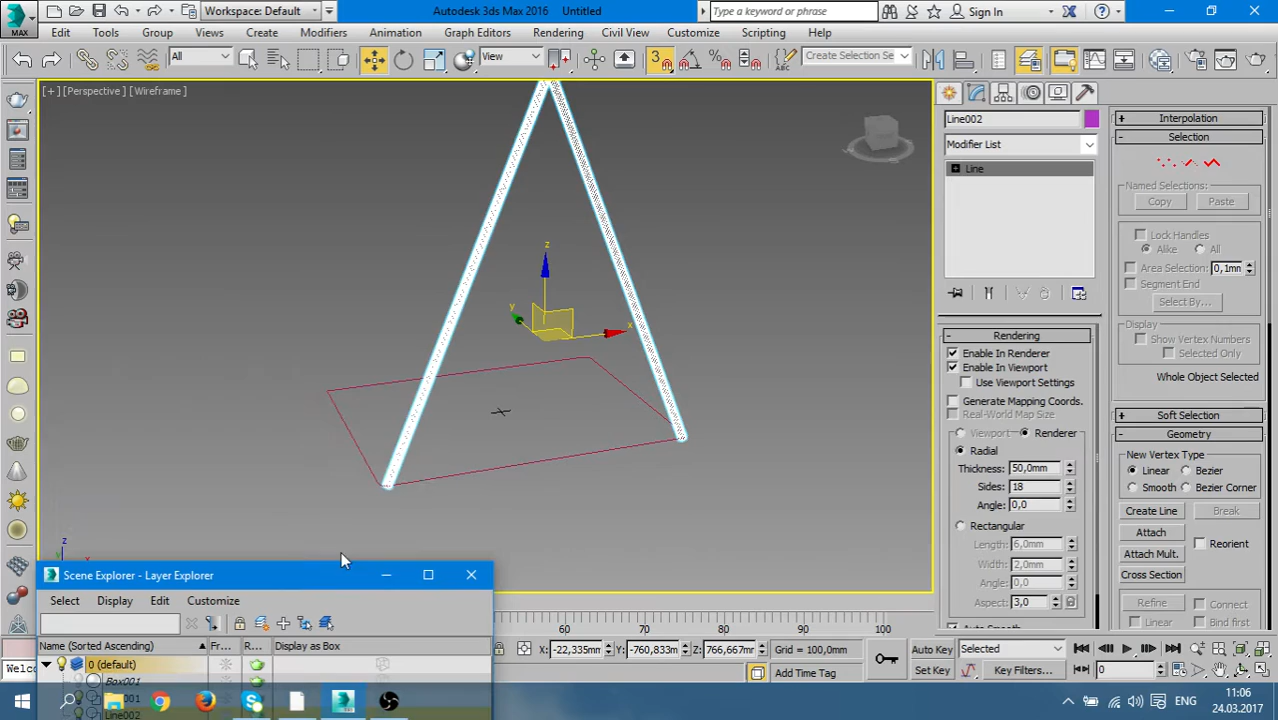 MAX
Workspace: Default
Autodesk 3ds Max 2016
Untitled
Type a keyword or phrase
Sign In
Edit
Tools
Group
Views
Create
Modifiers
Animation
Graph Editors
Rendering
Civil View
Customize
Scripting
Help
All
View
3
Create Selection Se
[+] [Perspective] [Wireframe]
z
y
x
Line002
Modifier List
Line
Rendering
Enable In Renderer
Enable In Viewport
Use Viewport Settings
Generate Mapping Coords.
Real-World Map Size
Viewport
Renderer
Radial
Thickness: 50,0mm
Sides: 18
Angle: 0,0
Rectangular
Length: 6,0mm
Width: 2,0mm
Angle: 0,0
Aspect: 3,0
Auto Smooth
Interpolation
Selection
Named Selections:
Copy
Paste
Lock Handles
Alike
All
Area Selection: 0,1mm
Segment End
Select By...
Display
Show Vertex Numbers
Selected Only
Whole Object Selected
Soft Selection
Geometry
New Vertex Type
Linear
Bezier
Smooth
Bezier Corner
Create Line
Break
Attach
Reorient
Attach Mult.
Cross Section
Refine
Connect
Linear
Bind first
z
Scene Explorer - Layer Explorer
Select
Display
Edit
Customize
Name (Sorted Ascending)
Fr...
R...
Display as Box
0 (default)
Box001
Line002
60
70
80
90
100
X: -22,335mm
Y: -760,833mm
Z: 766,667mm
Grid = 100,0mm
Add Time Tag
Auto Key
Selected
Set Key
Key Filters...
0
Welc
ENG
11:06
24.03.2017